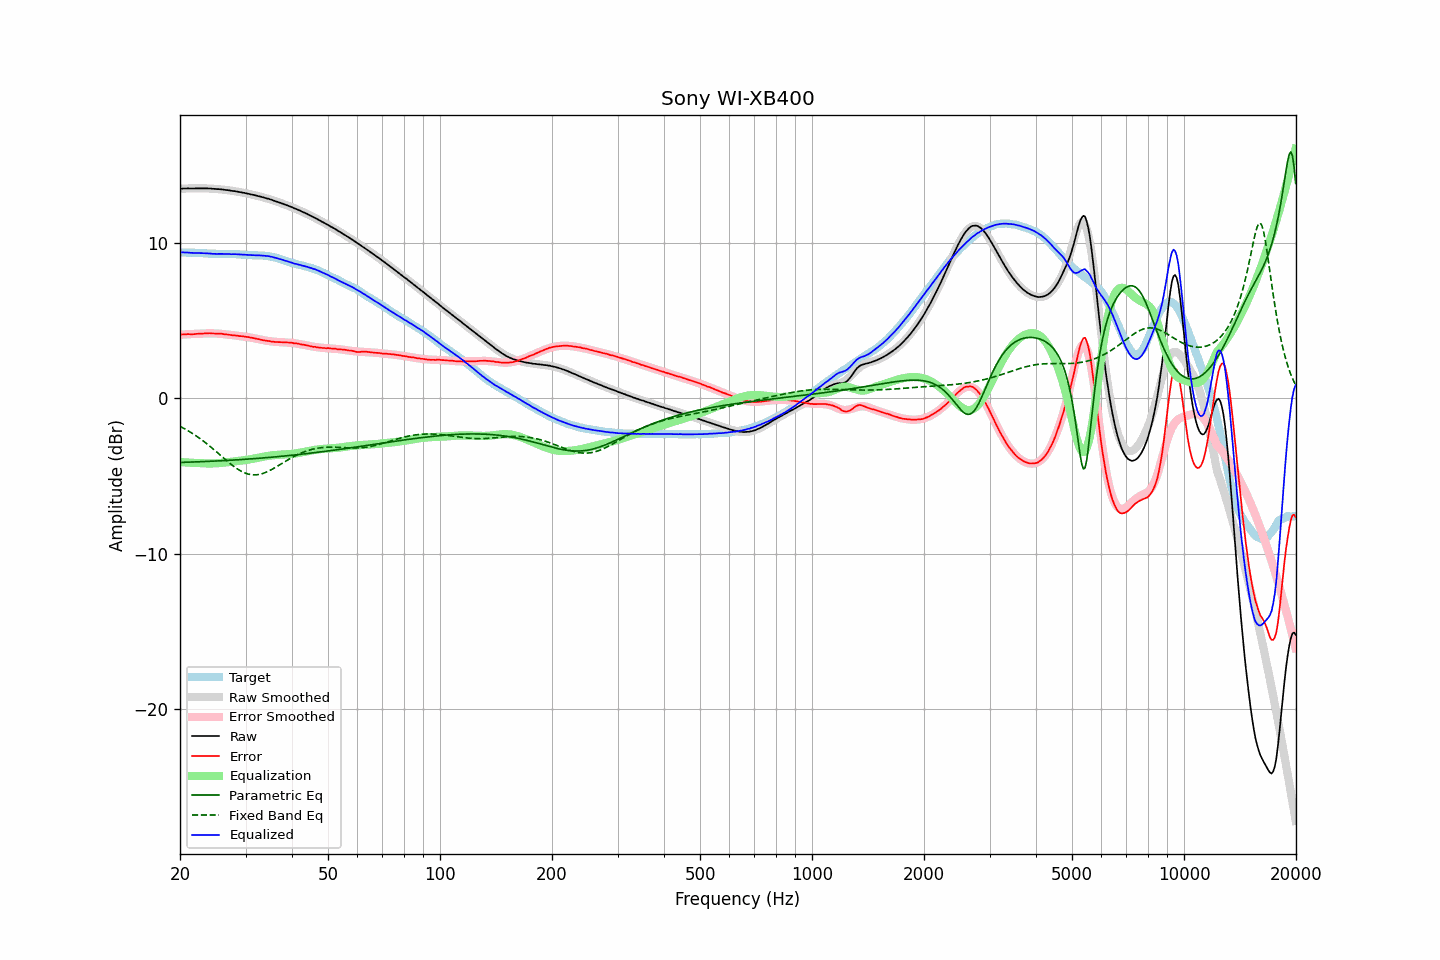 Sony WI-XB400
Amplitude (dBr)
10
0
−10
−20
Target
Raw Smoothed
Error Smoothed
Raw
Error
Equalization
Parametric Eq
Fixed Band Eq
Equalized
20 50 100 200 500 1000 2000 5000 10000 20000
Frequency (Hz)